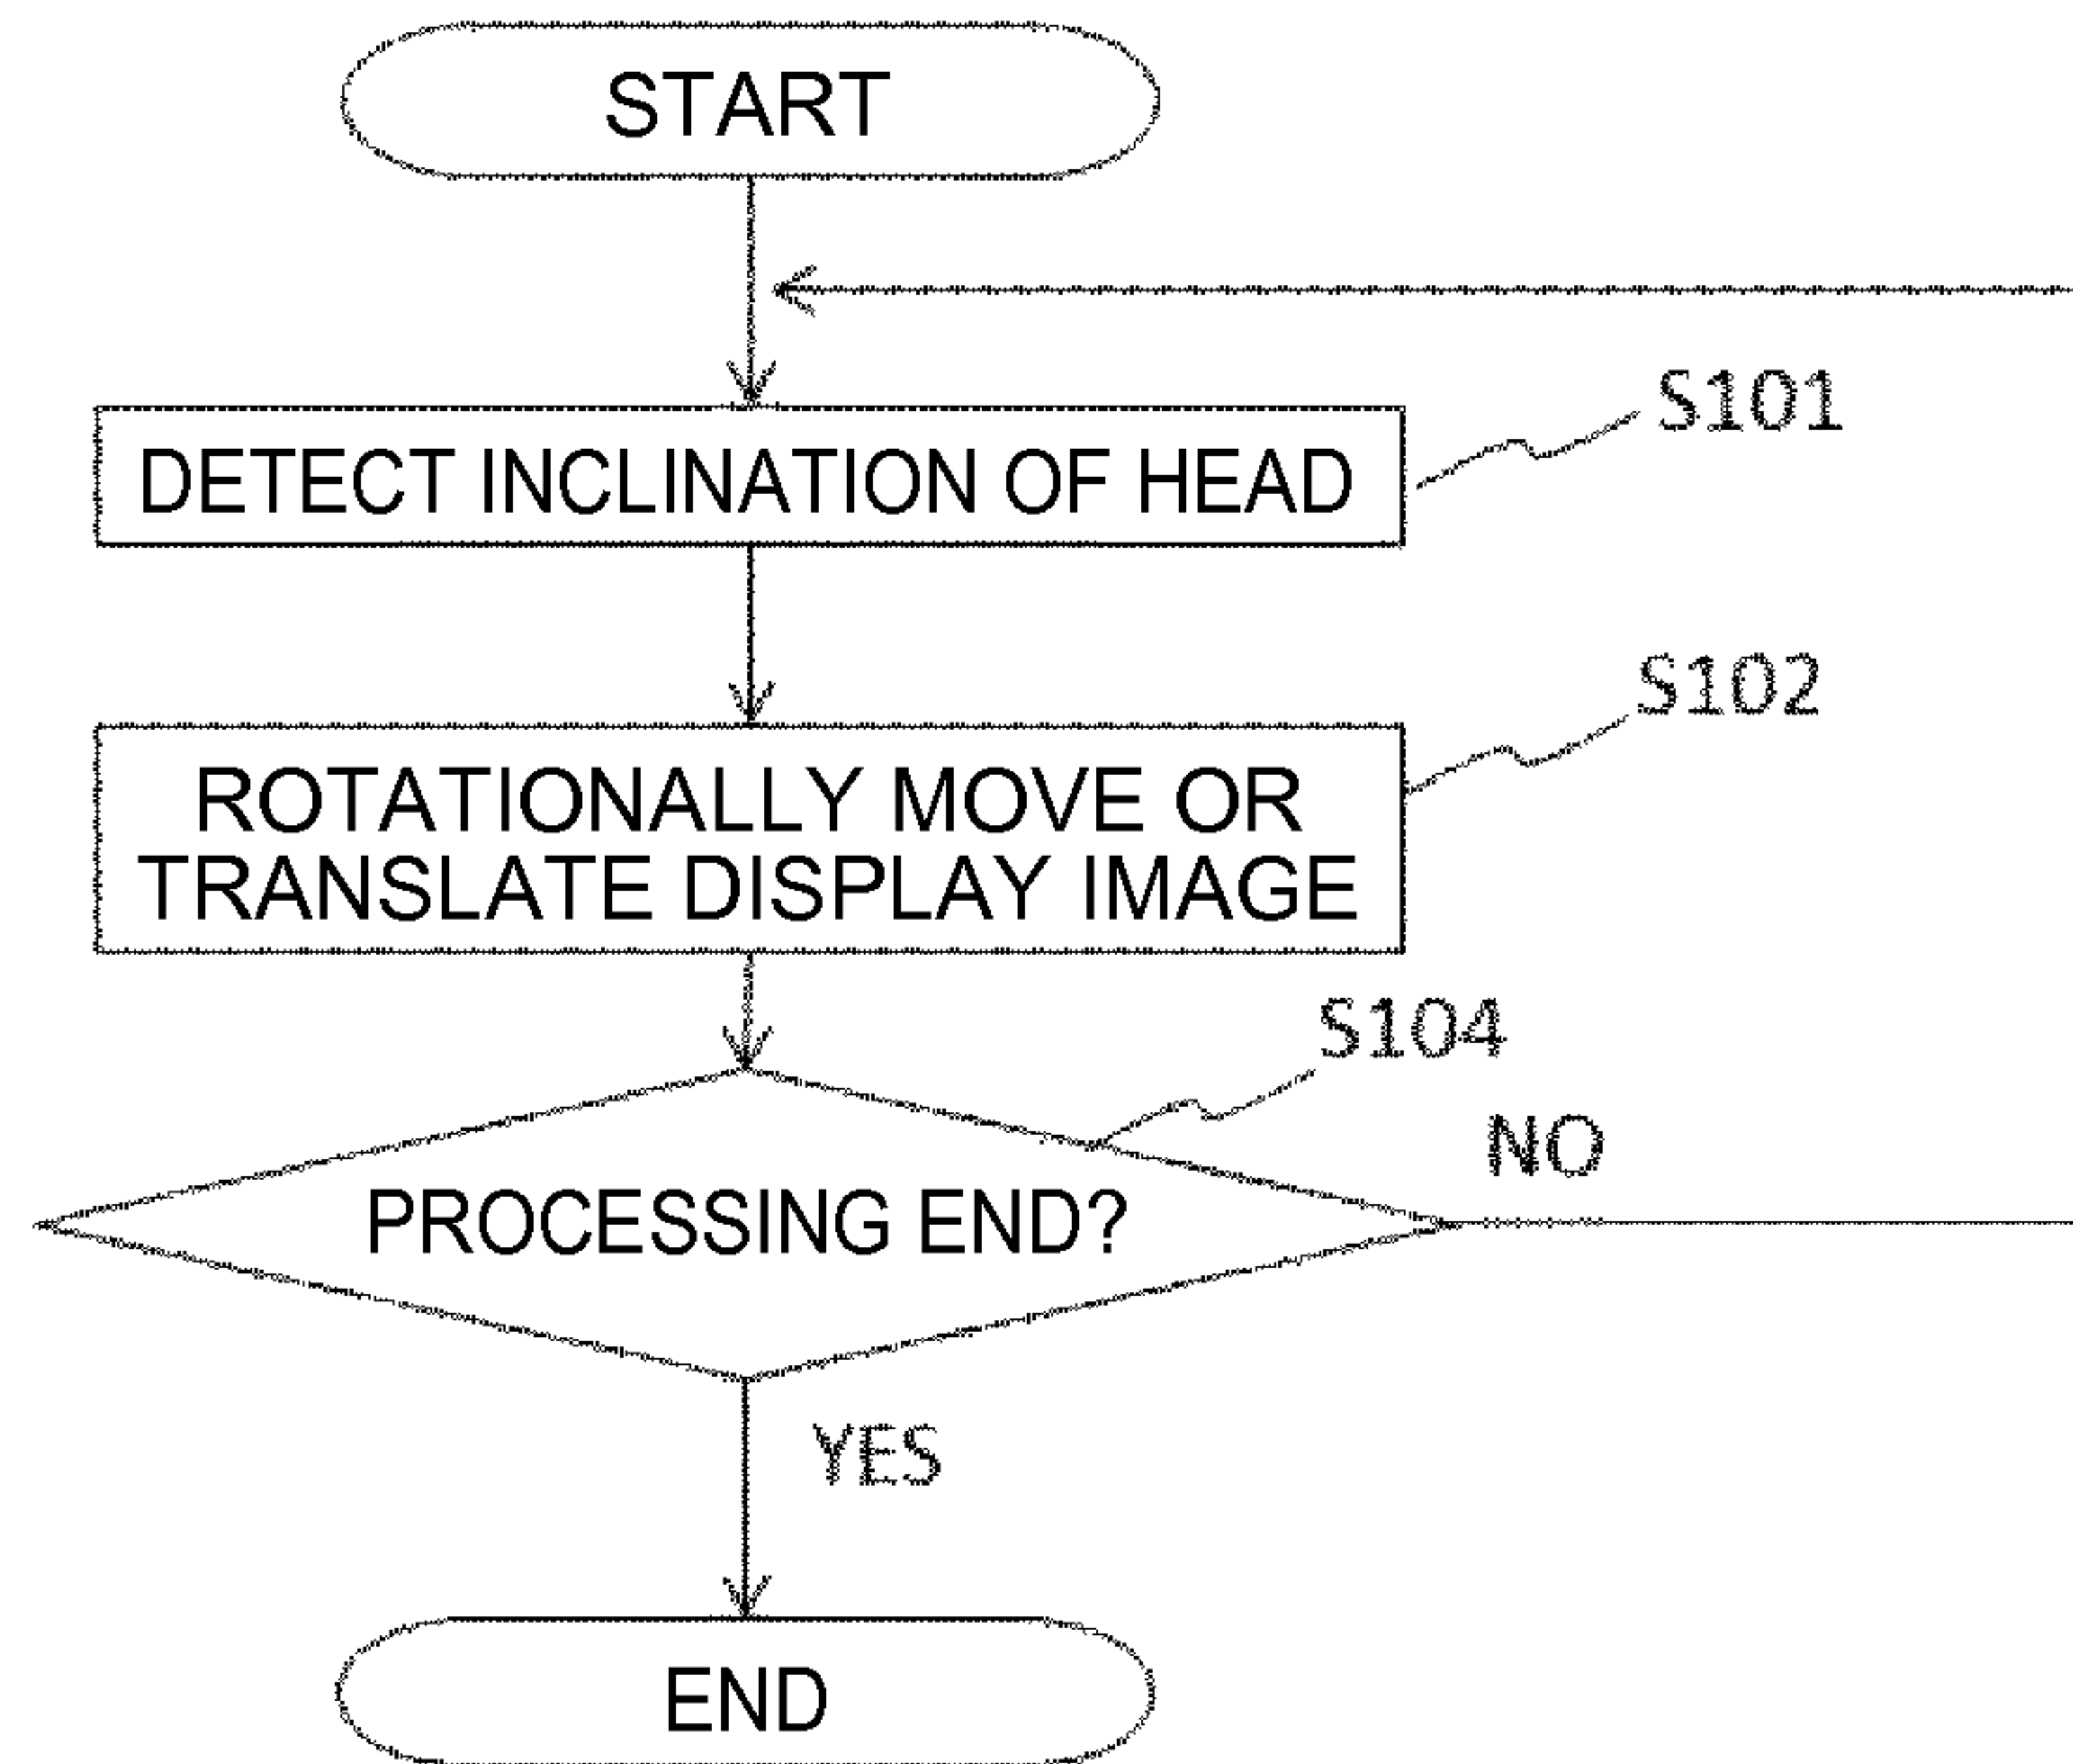 START
S101
DETECT INCLINATION OF HEAD
S102
ROTATIONALLY MOVE OR
TRANSLATE DISPLAY IMAGE
S104
NO
PROCESSING END?
YES
END